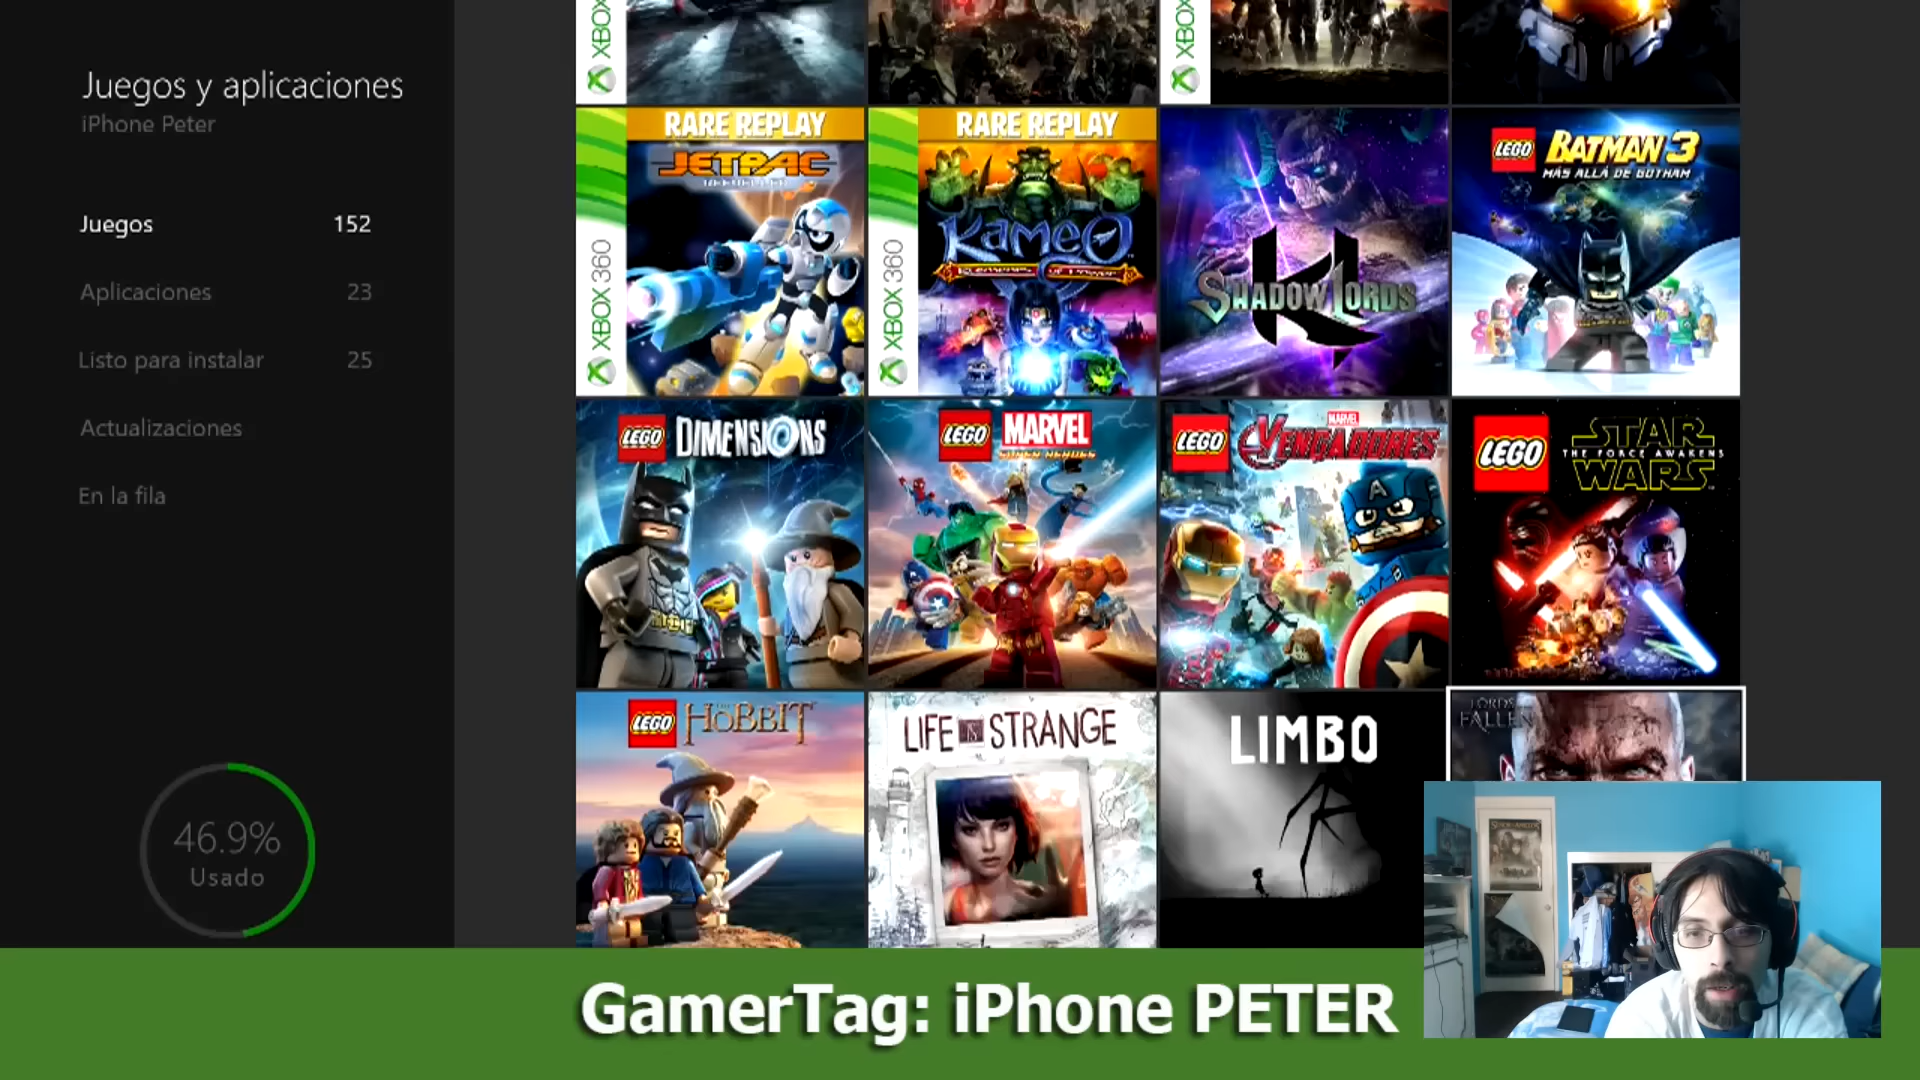 Juegos y aplicaciones
iPhone Peter
Juegos 152
Aplicaciones 23
Listo para instalar 25
Actualizaciones
En la fila
46.9%
Usado
XBOX
XBOX
RARE REPLAY
JETPAC
XBOX 360
RARE REPLAY
Kameo
XBOX 360
SHADOW LORDS
LEGO BATMAN 3
MÁS ALLÁ DE GOTHAM
LEGO DIMENSIONS
LEGO MARVEL
SUPER HEROES
LEGO MARVEL
VENGADORES
LEGO STAR WARS
THE FORCE AWAKENS
LEGO HOBBIT
LIFE IS STRANGE
LIMBO
LORDS
FALLEN
GamerTag: iPhone PETER